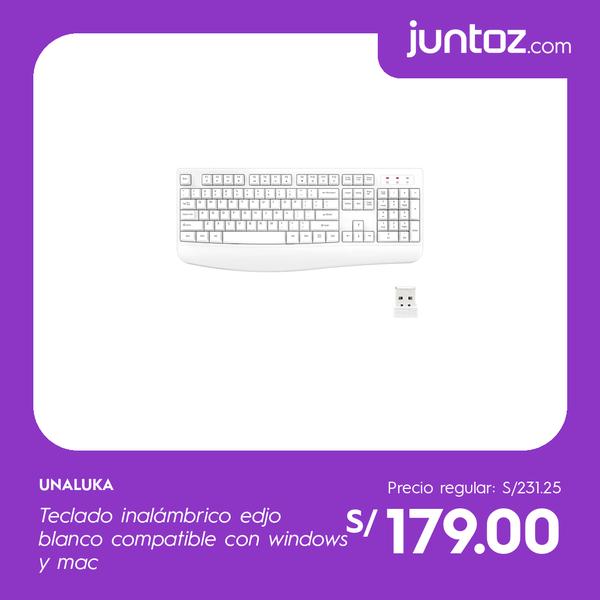 juntoz.com
UNALUKA
Teclado inalámbrico edjo
blanco compatible con windows
y mac
Precio regular: S/231.25
S/179.00